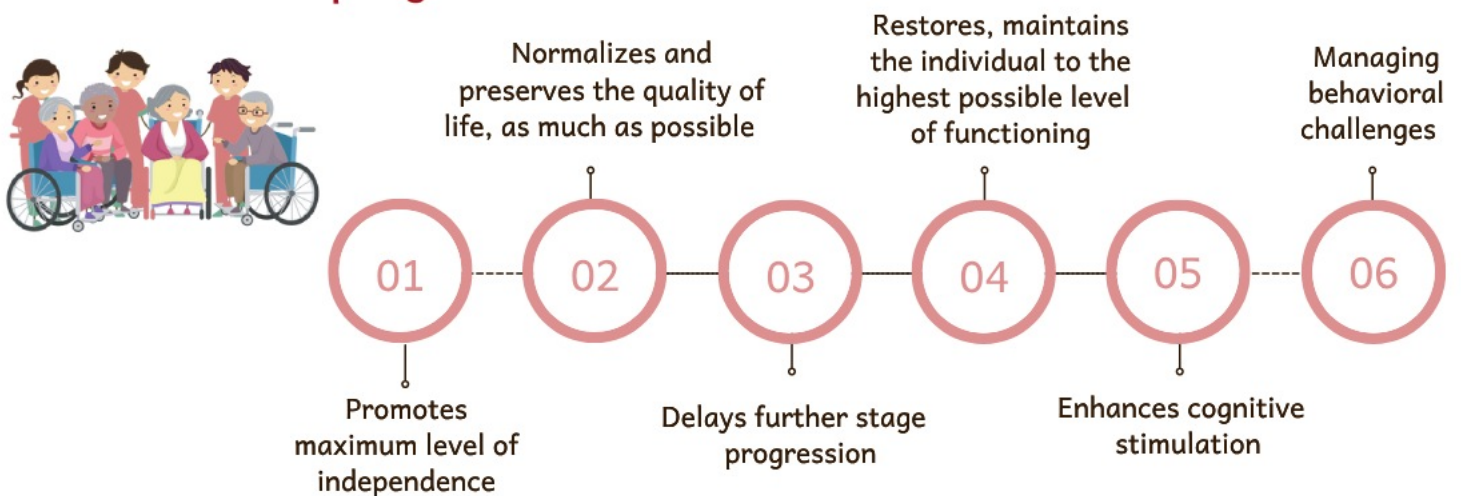 01
Promotes
maximum level of
independence
02
Normalizes and
preserves the quality of
life, as much as possible
03
Delays further stage
progression
04
Restores, maintains
the individual to the
highest possible level
of functioning
05
Enhances cognitive
stimulation
06
Managing
behavioral
challenges